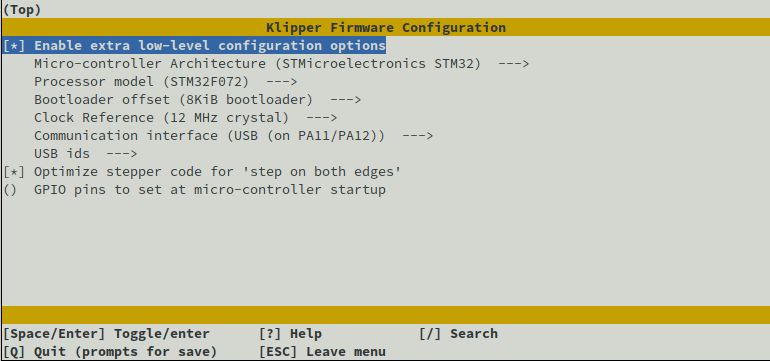 (Top)
Klipper Firmware Configuration
[*] Enable extra low-level configuration options
Micro-controller Architecture (STMicroelectronics STM32) --->
Processor model (STM32F072) --->
Bootloader offset (8KiB bootloader) --->
Clock Reference (12 MHz crystal) --->
Communication interface (USB (on PA11/PA12)) --->
USB ids --->
[*] Optimize stepper code for 'step on both edges'
() GPIO pins to set at micro-controller startup
[Space/Enter] Toggle/enter [?] Help [/] Search
[Q] Quit (prompts for save) [ESC] Leave menu